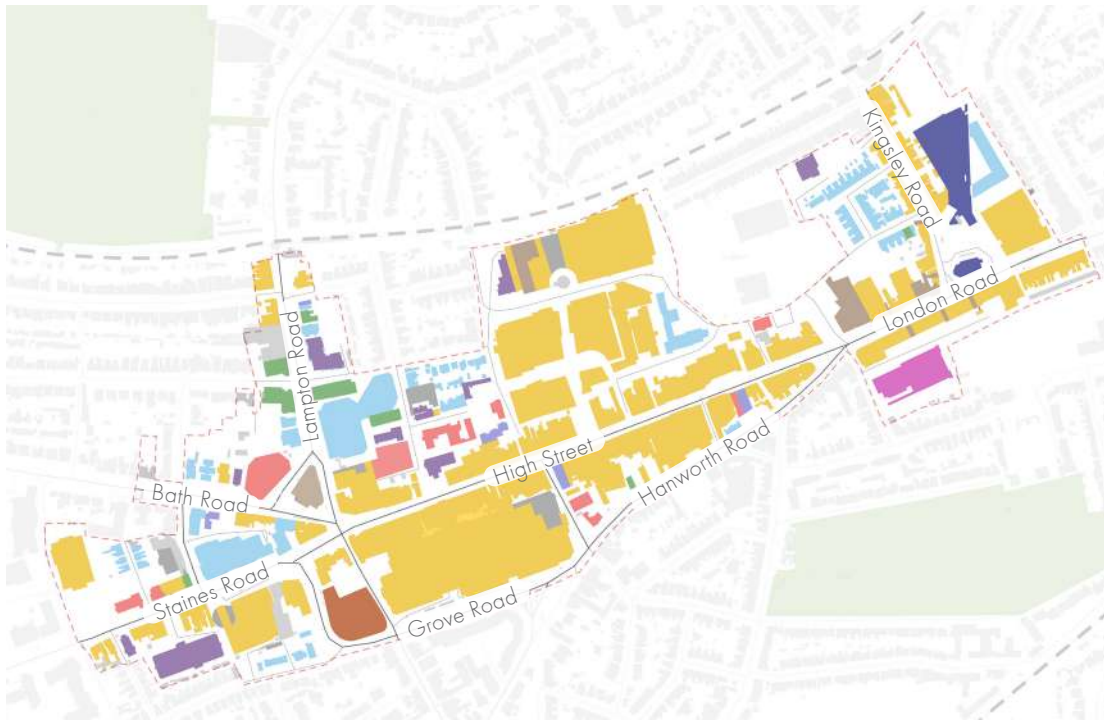 Kingsley Road
London Road
Lampton Road
High Street
Hanworth Road
Bath Road
Staines Road
Grove Road